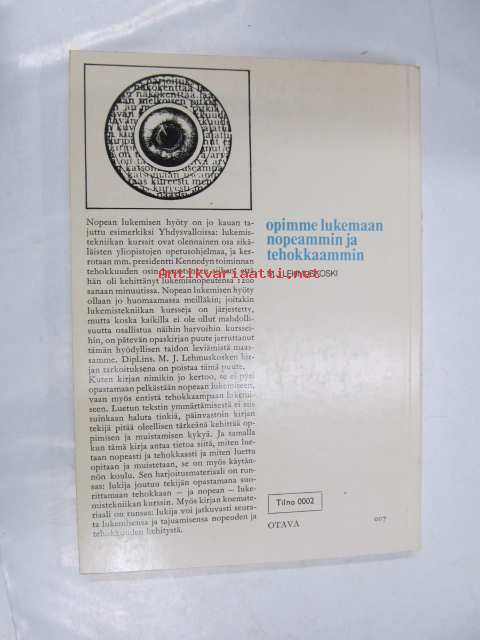 Nopean lukemisen hyöty on jo kauan ta-
juttu esimerkiksi Yhdysvalloissa: lukemis-
tekniikan kurssit ovat olennainen osa sikä-
läisten yliopistojen opetusohjelmaa, ja ker-
rotaan mm. presidentti Kennedyn toiminnan
tehokkuuden osin
hän oli kehittänyt lukemisnopeutensa 1200
sanaan minuutissa. Nopean lukemisen hyöty
ollaan jo huomaamassa meilläkin; joitakin
lukemistekniikan kursseja on järjestetty,
mutta koska kaikilla ei ole ollut mahdolli-
suutta osallistua näihin harvoihin kurssei-
hin, on pätevän opaskirjan puute jarruttanut
tämän hyödyllisen taidon leviämistä maas-
samme. Dipl.ins. M. J. Lehmuskosken kir-
jan tarkoituksena on poistaa tämä puute.
Kuten kirjan nimikin jo kertoo, se ei pyri
opastamaan pelkästään nopeaan lukemiseen,
vaan myös entistä tehokkaampaan lukemi-
seen. Luetun tekstin ymmärtämisestä ei sii-
suinkaan haluta tinkiä, päinvastoin kirjan
tekijä pitää oleellisen tärkeänä kehittää op-
pimisen ja muistamisen kykyä. Ja samalla
kun tämä kirja antaa tietoa siitä, miten lue-
taan nopeasti ja tehokkaasti ja miten luettu
opitaan ja muistetaan, se on myös käytän-
nön koulu. Sen harjoitusmateriaali on run-
sas: lukija joutuu tekijän opastamana suo-
rittamaan tehokkaan – ja nopean – luke-
mistekniikan kurssin. Myös kirjan koemate-
riaali on runsas: lukija voi jatkuvasti seura-
ta lukemisensa ja tajuamisensa nopeuden ja
tehokkuuden kehitystä.
opimme lukemaan
nopeammin ja
tehokkaammin
M. J. LEHMUSKOSKI
Antikvariaatti.net
Tilno 0002
OTAVA
007